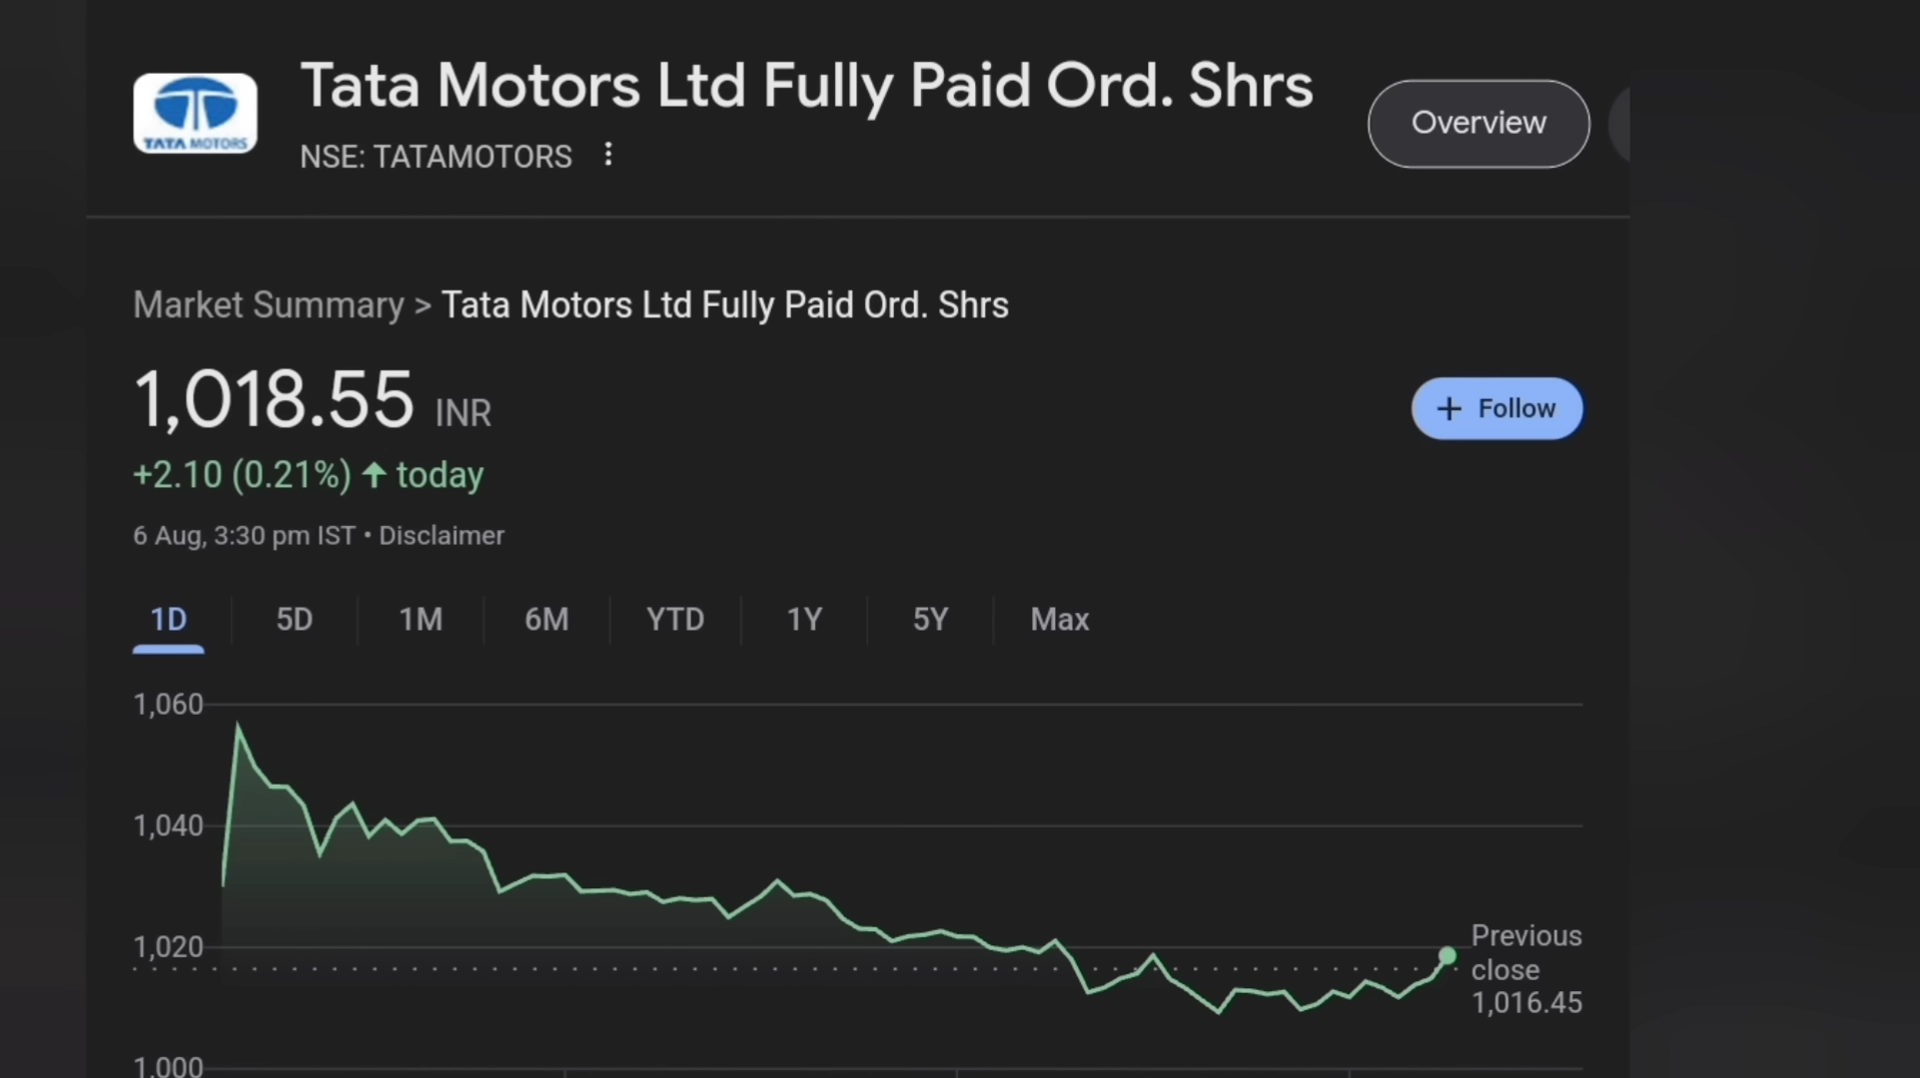 TATA MOTORS
Tata Motors Ltd Fully Paid Ord. Shrs
NSE: TATAMOTORS
Overview
Market Summary > Tata Motors Ltd Fully Paid Ord. Shrs
1,018.55 INR
+ Follow
+2.10 (0.21%) ↑ today
6 Aug, 3:30 pm IST • Disclaimer
1D 5D 1M 6M YTD 1Y 5Y Max
1,060
1,040
1,020
Previous
close
1,016.45
1,000